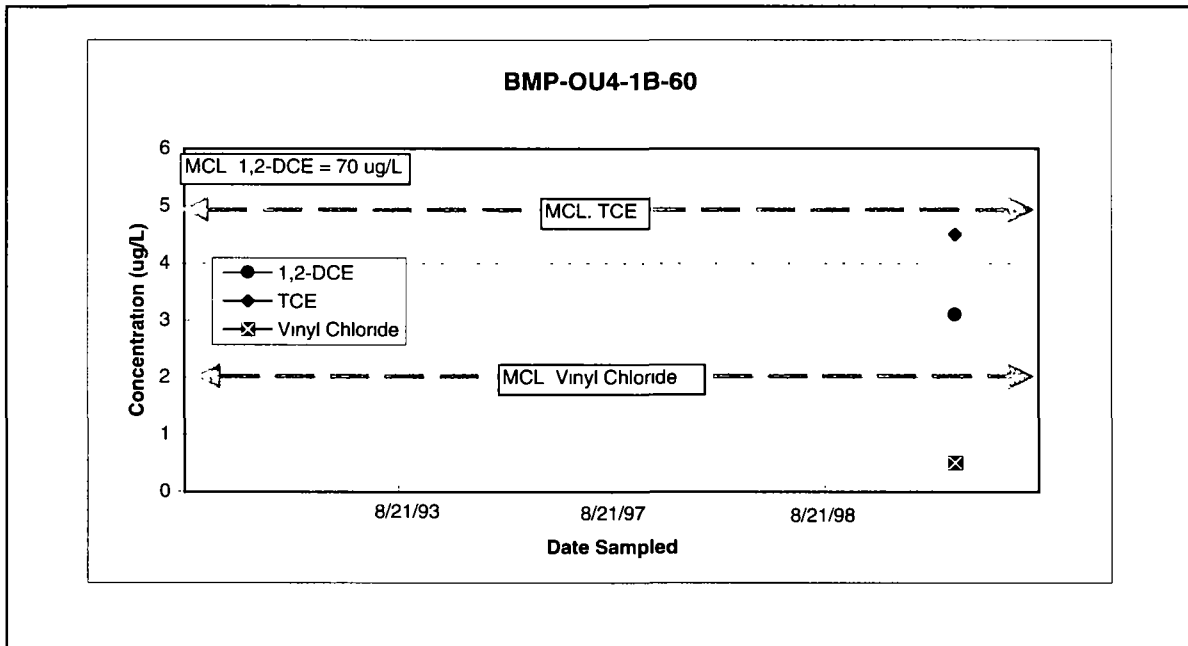 BMP-OU4-1B-60
6
MCL 1,2-DCE = 70 ug/L
5
MCL. TCE
4
1,2-DCE
TCE
Vinyl Chloride
3
2
MCL Vinyl Chloride
1
0
Concentration (ug/L)
8/21/93 8/21/97 8/21/98
Date Sampled